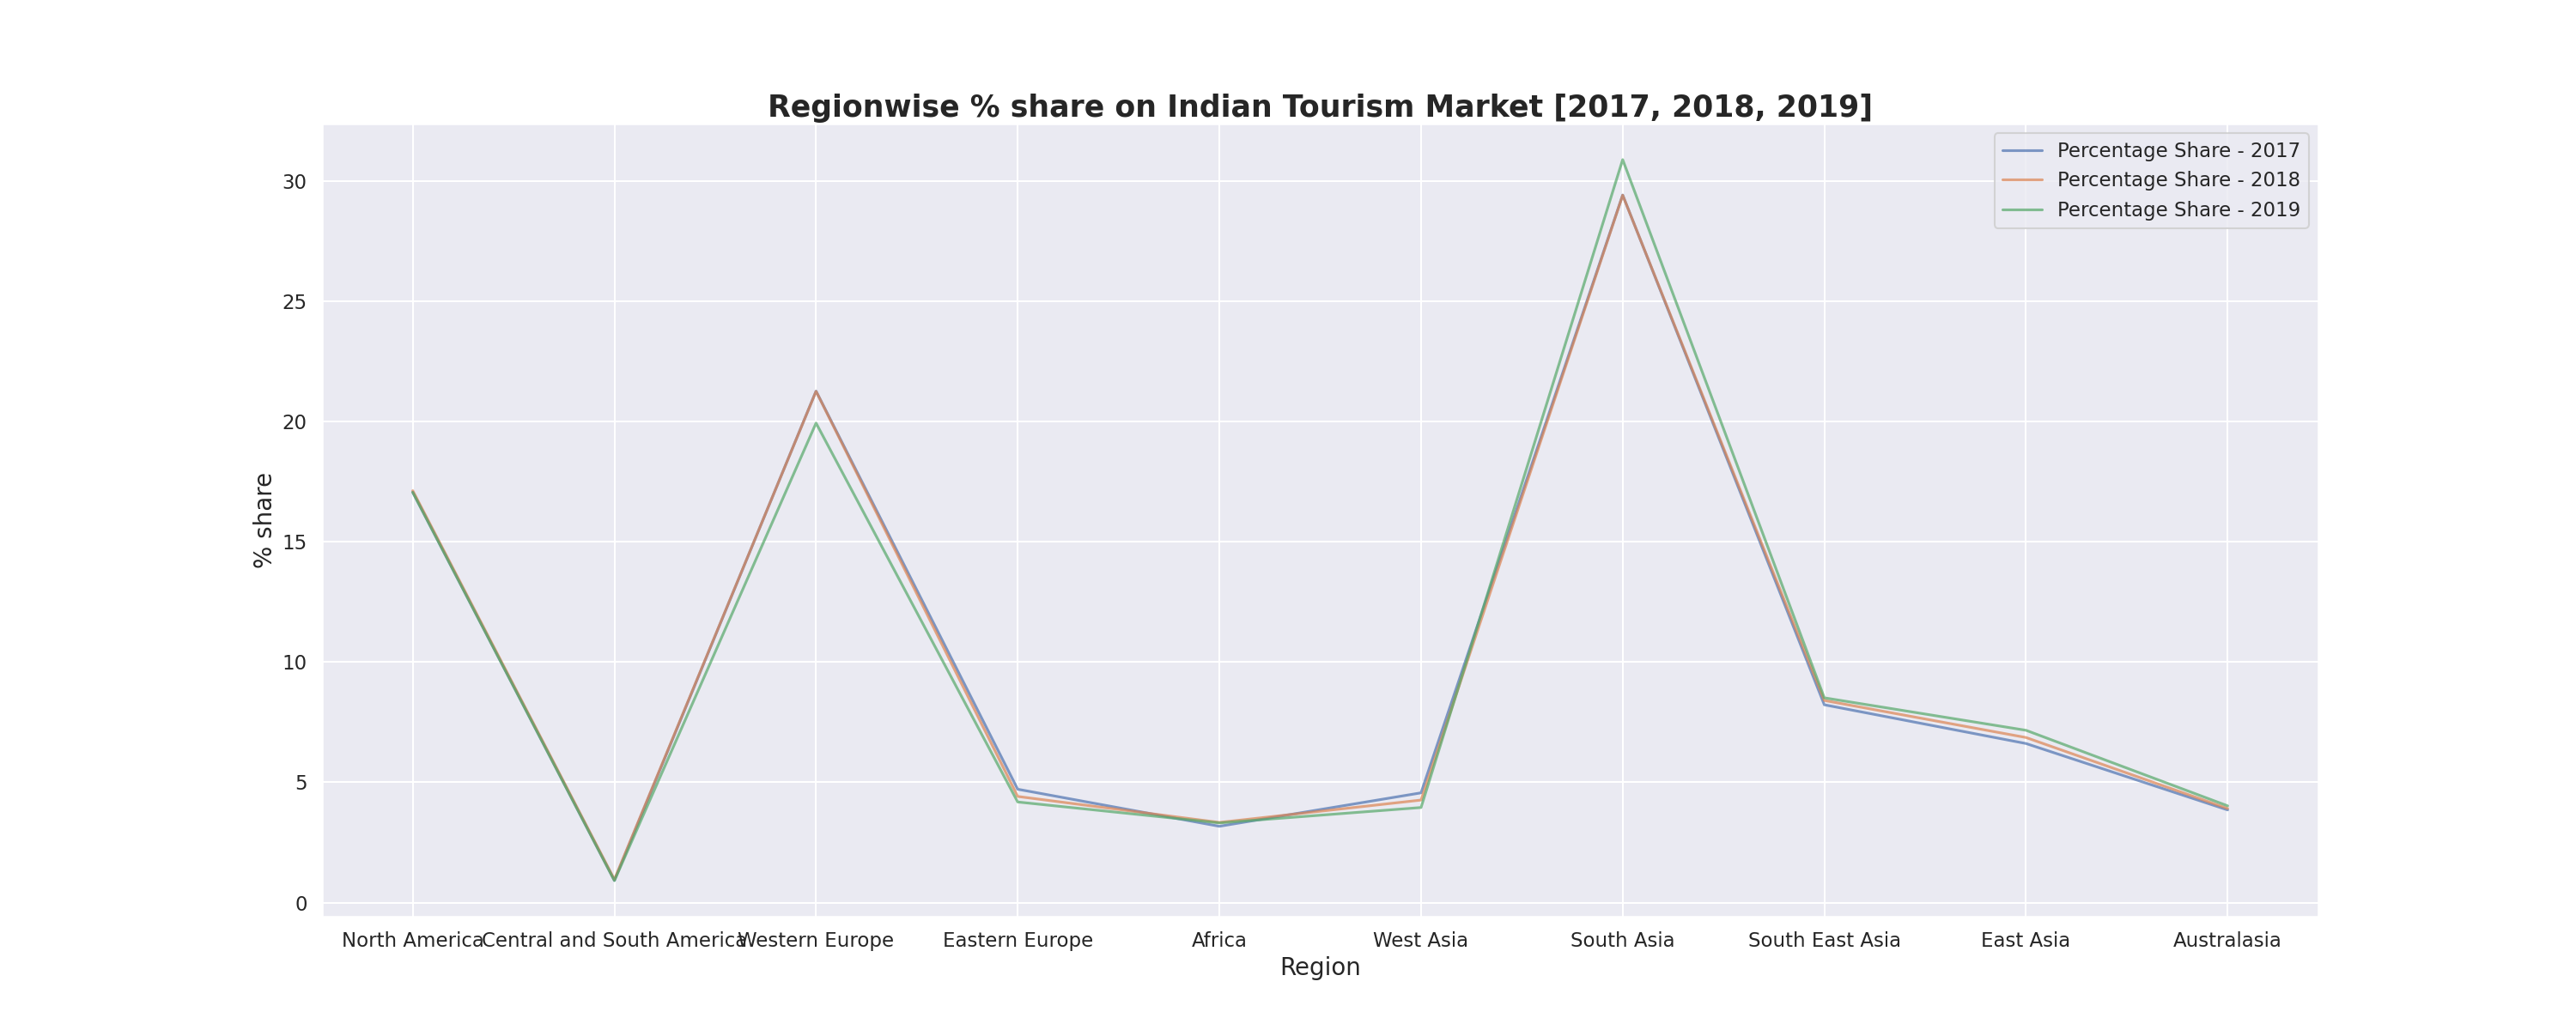 Regionwise % share on Indian Tourism Market [2017, 2018, 2019]
Percentage Share - 2017
Percentage Share - 2018
Percentage Share - 2019
30
25
20
15
10
5
0
% share
North America
Central and South America
Western Europe
Eastern Europe
Africa
West Asia
South Asia
South East Asia
East Asia
Australasia
Region